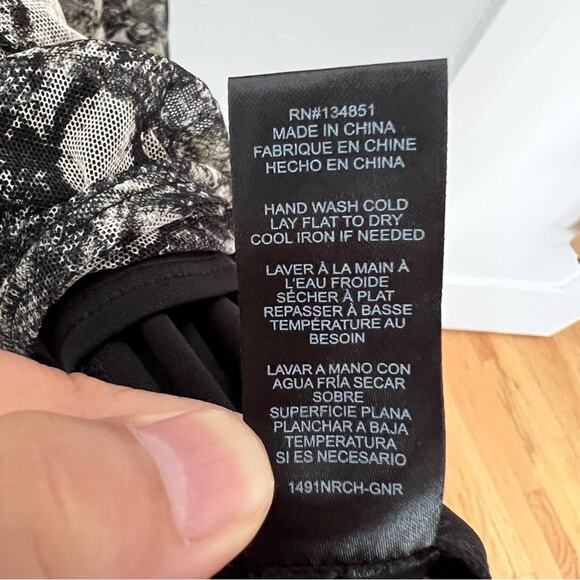 RN#134851
MADE IN CHINA
FABRIQUE EN CHINE
HECHO EN CHINA
HAND WASH COLD
LAY FLAT TO DRY
COOL IRON IF NEEDED
LAVER À LA MAIN À
L'EAU FROIDE
SÉCHER À PLAT
REPASSER À BASSE
TEMPÉRATURE AU
BESOIN
LAVAR A MANO CON
AGUA FRÍA SECAR
SOBRE
SUPERFICIE PLANA
PLANCHAR A BAJA
TEMPERATURA
SI ES NECESARIO
1491NRCH-GNR